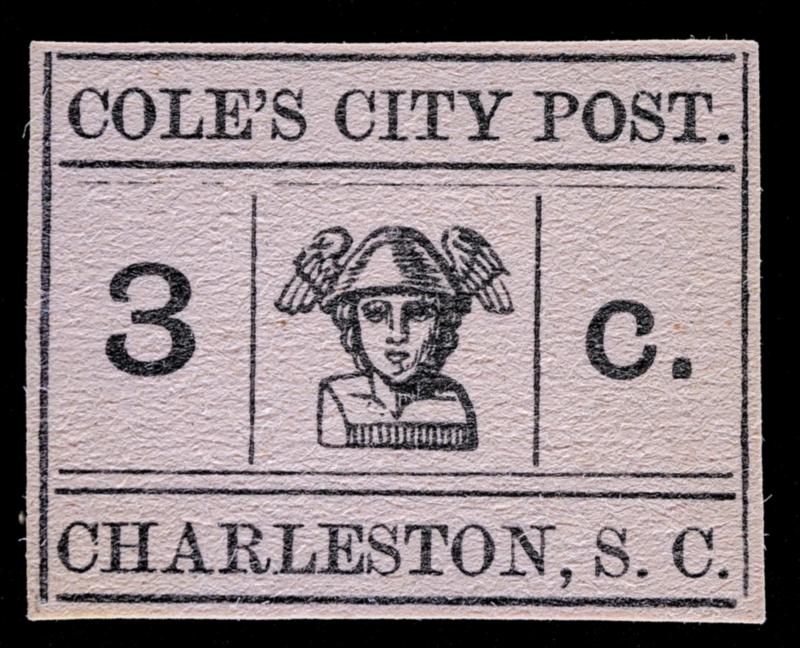 COLE'S CITY POST.
3 c.
CHARLESTON, S. C.